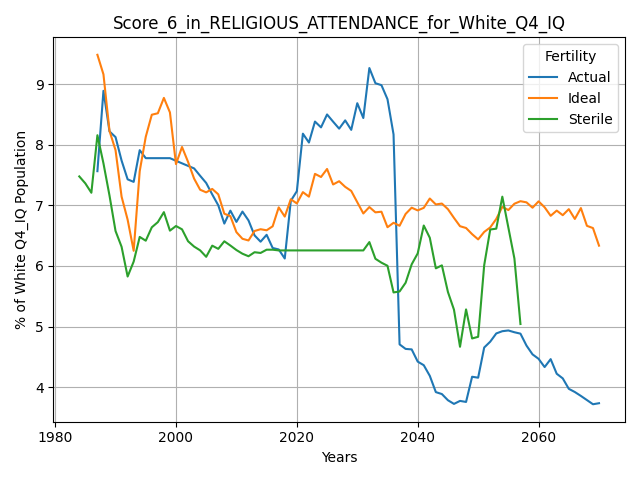 Score_6_in_RELIGIOUS_ATTENDANCE_for_White_Q4_IQ
Fertility
Actual
Ideal
Sterile
% of White Q4_IQ Population
9
8
7
6
5
4
1980
2000
2020
2040
2060
Years